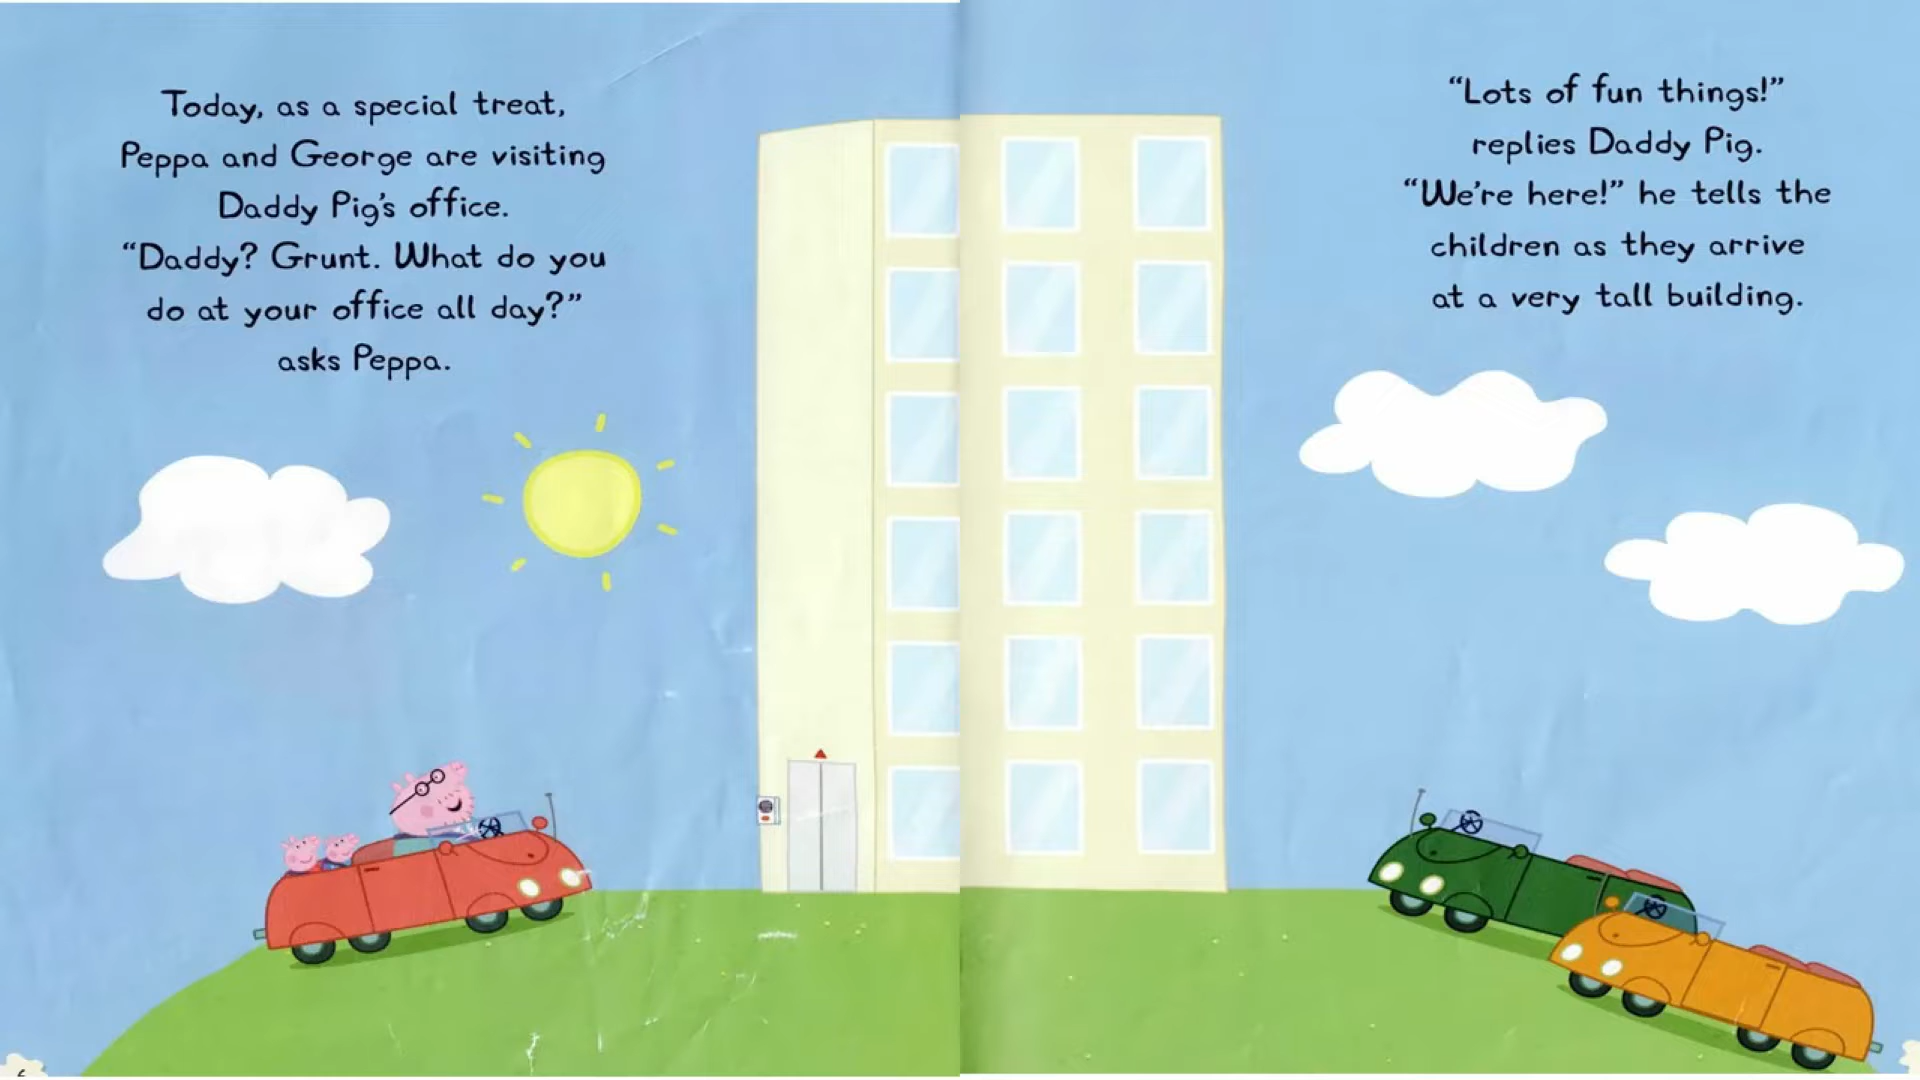 Today, as a special treat,
Peppa and George are visiting
Daddy Pig's office.
“Daddy? Grunt. What do you
do at your office all day?”
asks Peppa.
“Lots of fun things!”
replies Daddy Pig.
“We're here!” he tells the
children as they arrive
at a very tall building.